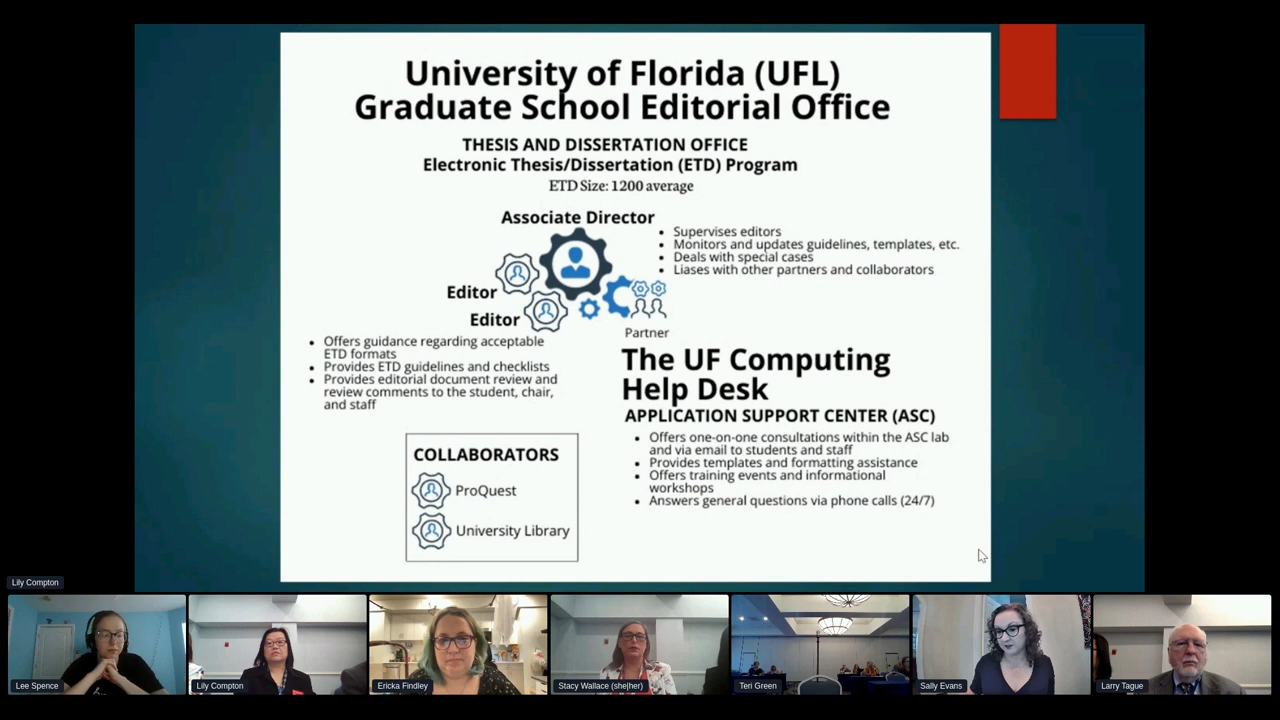 University of Florida (UFL)
Graduate School Editorial Office
THESIS AND DISSERTATION OFFICE
Electronic Thesis/Dissertation (ETD) Program
ETD Size: 1200 average
Associate Director
• Supervises editors
• Monitors and updates guidelines, templates, etc.
• Deals with special cases
• Liases with other partners and collaborators
Editor
Editor
• Offers guidance regarding acceptable
ETD formats
• Provides ETD guidelines and checklists
• Provides editorial document review and
review comments to the student, chair,
and staff
Partner
The UF Computing
Help Desk
APPLICATION SUPPORT CENTER (ASC)
• Offers one-on-one consultations within the ASC lab
and via email to students and staff
• Provides templates and formatting assistance
• Offers training events and informational
workshops
• Answers general questions via phone calls (24/7)
COLLABORATORS
ProQuest
University Library
Lily Compton
Lee Spence
Lily Compton
Ericka Findley
Stacy Wallace (she|her)
Teri Green
Sally Evans
Larry Tague